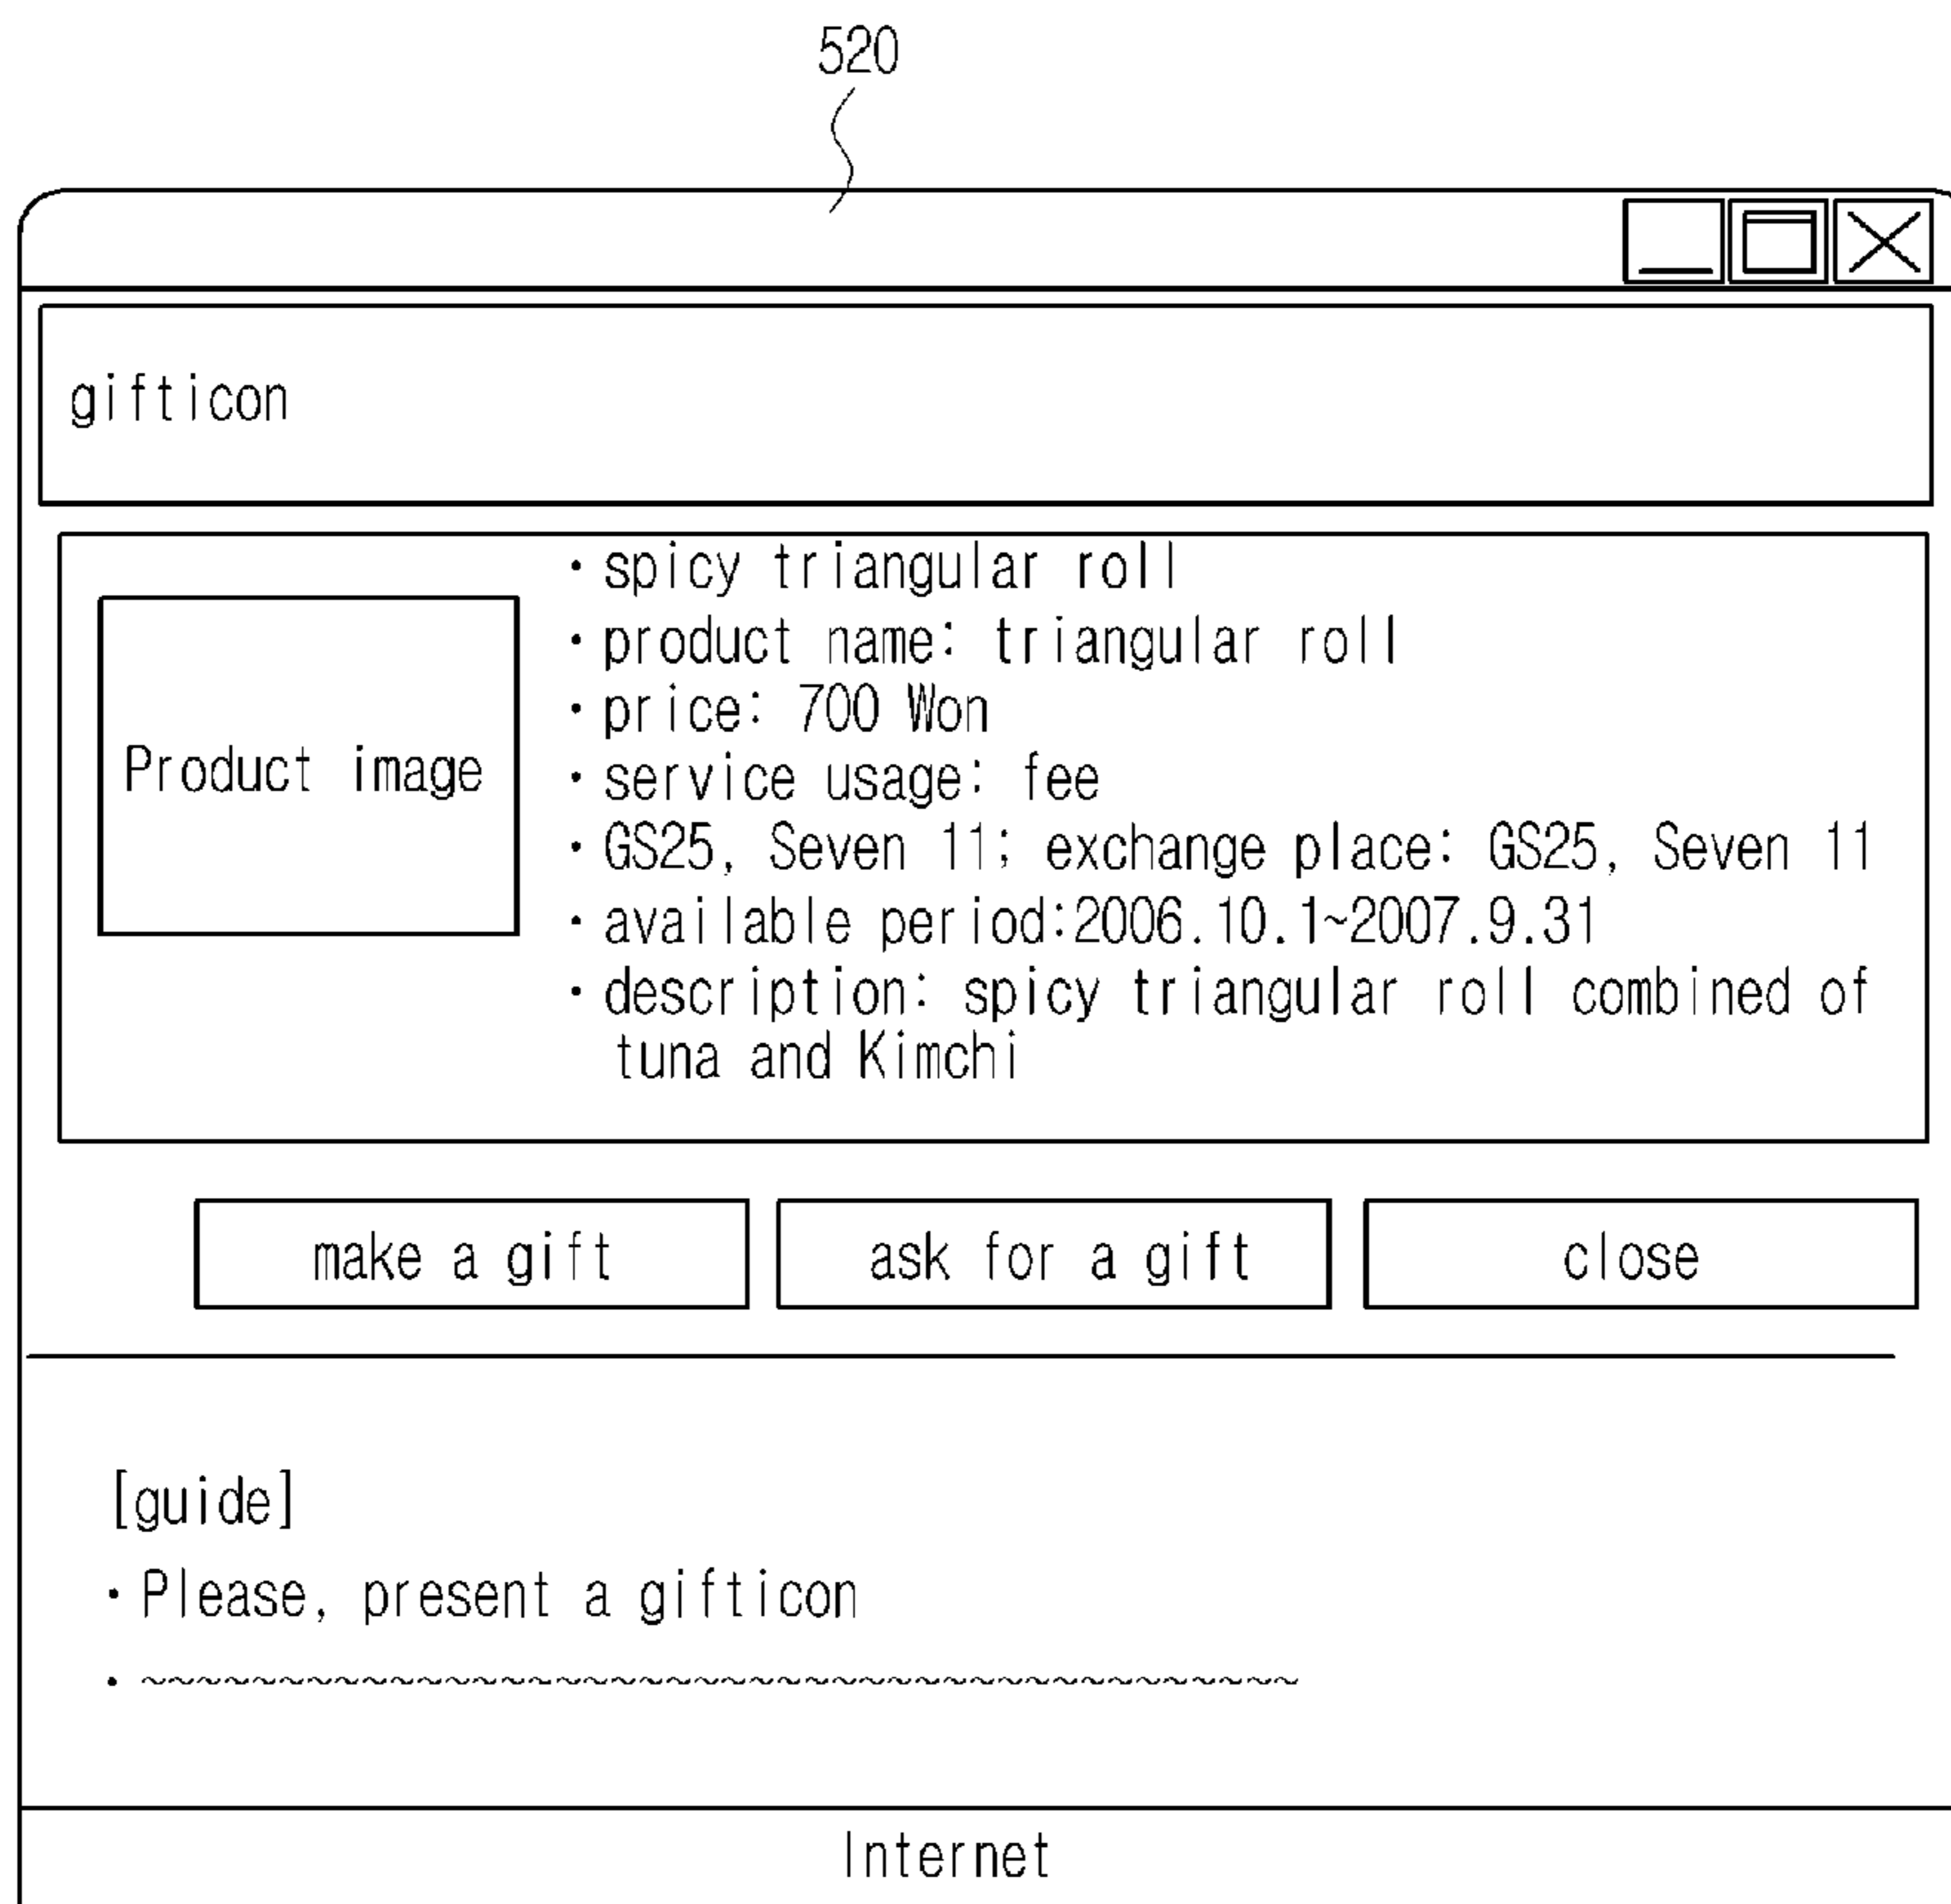 520
gifticon
Product image
· spicy triangular roll
· product name: triangular roll
· price: 700 Won
· service usage: fee
· GS25, Seven 11; exchange place: GS25, Seven 11
· available period:2006.10.1~2007.9.31
· description: spicy triangular roll combined of
tuna and Kimchi
make a gift
ask for a gift
close
[guide]
· Please, present a gifticon
· ~~~~~~~~~~~~~~~~~~~~~~~~~~~~~~~~~~~~~~~~~~
Internet